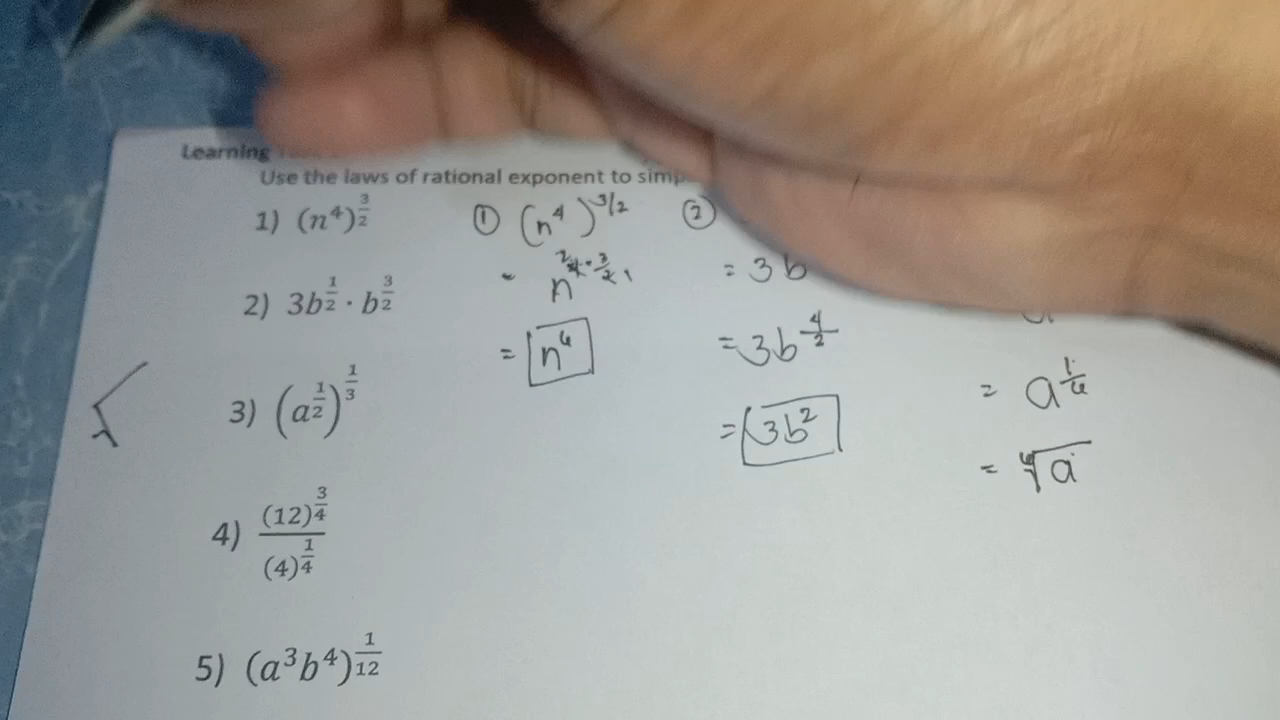 Learning
Use the laws of rational exponent to simp
1) (n⁴)^(3/2)
2) 3b^(1/2) · b^(3/2)
3) (a^(1/2))^(1/3)
4) (12)^(3/4) / (4)^(1/4)
5) (a³b⁴)^(1/12)
① (n⁴)^(3/2)
= n^(4·3/2)
= n⁶
②
= 3b
= 3b^(4/2)
= 3b²
= a^(1/6)
= ⁶√a